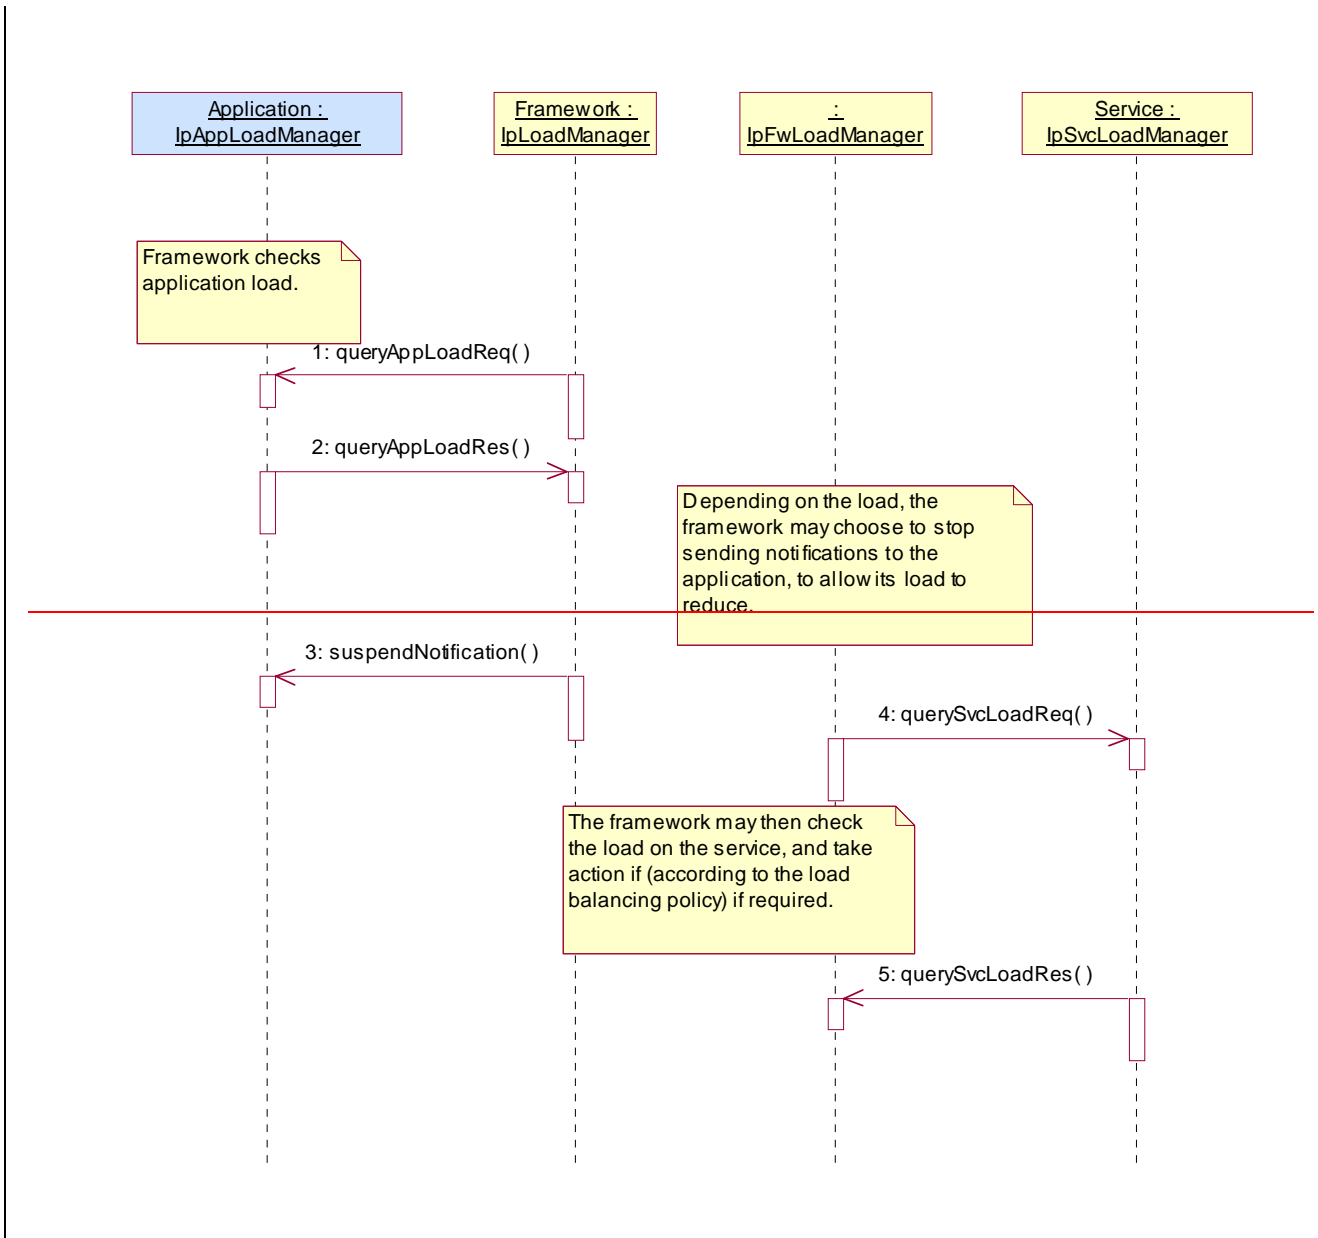 Application :
IpAppLoadManager
Framework :
IpLoadManager
:
IpFwLoadManager
Service :
IpSvcLoadManager
Framework checks
application load.
1: queryAppLoadReq( )
2: queryAppLoadRes( )
Depending on the load, the
framework may choose to stop
sending notifications to the
application, to allow its load to
reduce.
3: suspendNotification( )
4: querySvcLoadReq( )
The framework may then check
the load on the service, and take
action if (according to the load
balancing policy) if required.
5: querySvcLoadRes( )